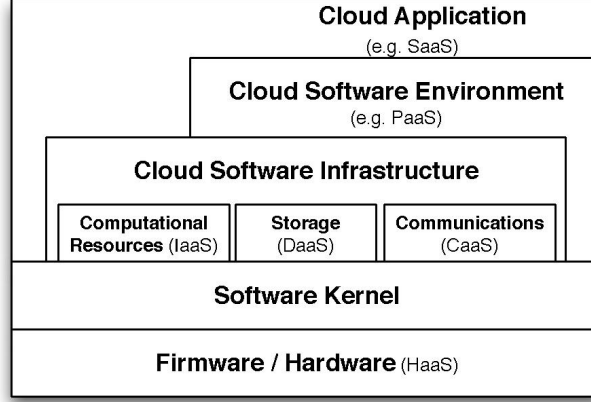 Cloud Application
(e.g. SaaS)
Cloud Software Environment
(e.g. PaaS)
Cloud Software Infrastructure
Computational
Resources (IaaS)
Storage
(DaaS)
Communications
(CaaS)
Software Kernel
Firmware / Hardware (HaaS)